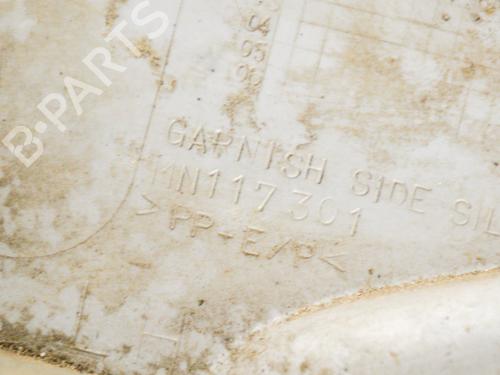 B-PARTS
04
05
06
GARNISH SIDE SIL
MN117301
>PP-E/P<